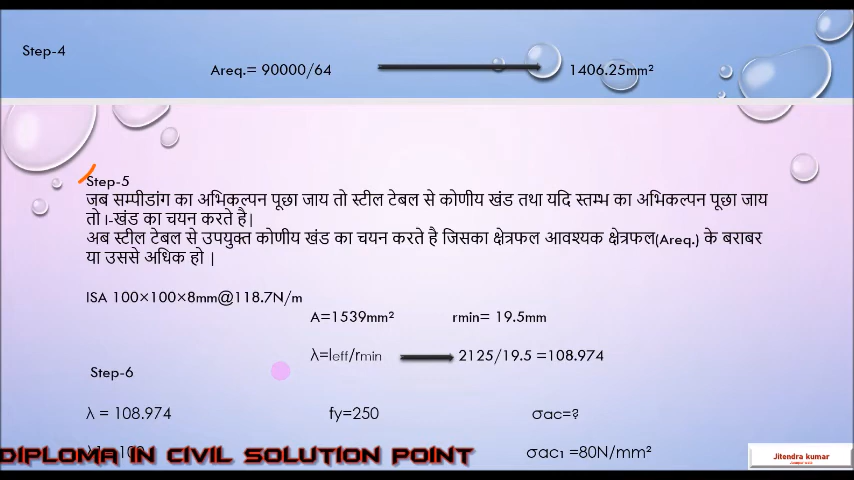 Step-4
Areq.= 90000/64 1406.25mm²
Step-5
जब सम्पीडांग का अभिकल्पन पूछा जाय तो स्टील टेबल से कोणीय खंड तथा यदि स्तम्भ का अभिकल्पन पूछा जाय
तो I-खंड का चयन करते है।
अब स्टील टेबल से उपयुक्त कोणीय खंड का चयन करते है जिसका क्षेत्रफल आवश्यक क्षेत्रफल(Areq.) के बराबर
या उससे अधिक हो |
ISA 100×100×8mm@118.7N/m
A=1539mm² rmin= 19.5mm
λ=leff/rmin 2125/19.5 =108.974
Step-6
λ = 108.974 fy=250 σac=?
σac₁ =80N/mm²
DIPLOMA IN CIVIL SOLUTION POINT
Jitendra kumar